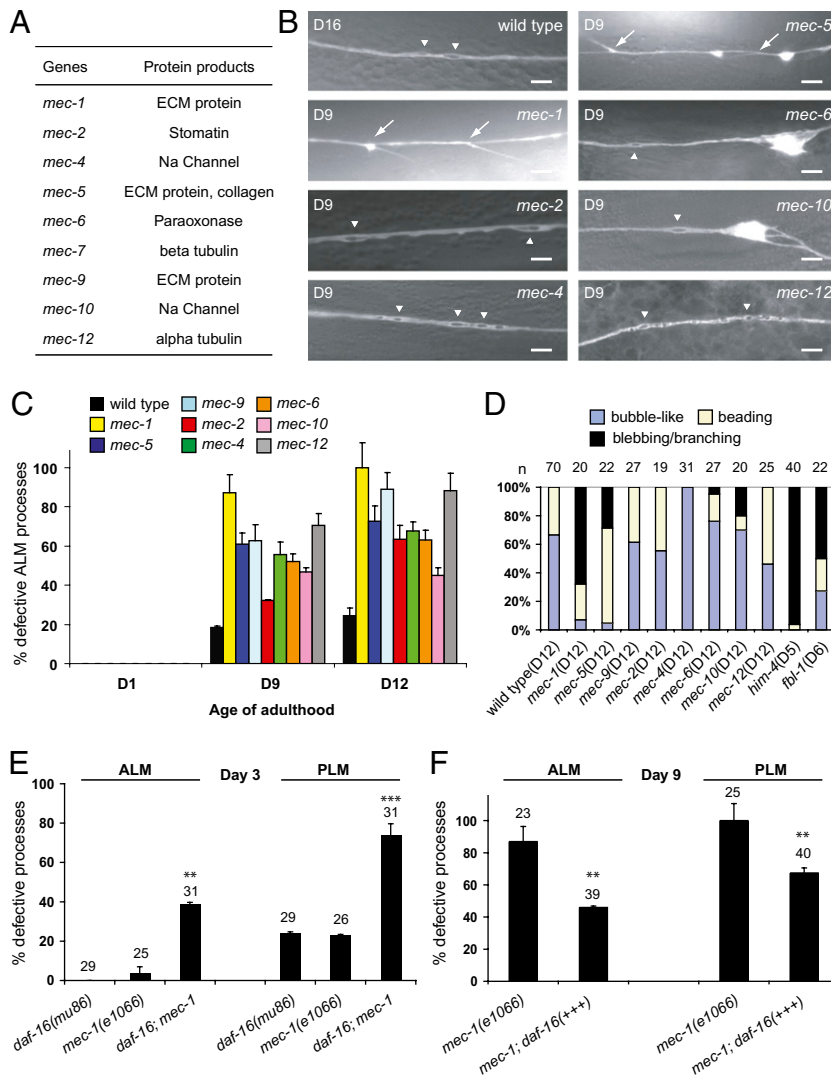 A
Genes Protein products
mec-1 ECM protein
mec-2 Stomatin
mec-4 Na Channel
mec-5 ECM protein, collagen
mec-6 Paraoxonase
mec-7 beta tubulin
mec-9 ECM protein
mec-10 Na Channel
mec-12 alpha tubulin
B
D16 wild type
D9 mec-5
D9 mec-1
D9 mec-6
D9 mec-2
D9 mec-10
D9 mec-4
D9 mec-12
C
wild type mec-9 mec-6
mec-1 mec-2 mec-10
mec-5 mec-4 mec-12
% defective ALM processes
100
80
60
40
20
0
D1 D9 D12
Age of adulthood
D
bubble-like beading
blebbing/branching
n 70 20 22 27 19 31 27 20 25 40 22
100%
80%
60%
40%
20%
0%
wild type(D12) mec-1(D12) mec-5(D12) mec-9(D12) mec-2(D12) mec-4(D12) mec-6(D12) mec-10(D12) mec-12(D12) him-4(D5) fbl-1(D6)
E
ALM Day 3 PLM
% defective processes
100
80
60
40
20
0
29 25 ** 31 29 26 *** 31
daf-16(mu86) mec-1(e1066) daf-16; mec-1 daf-16(mu86) mec-1(e1066) daf-16; mec-1
F
ALM Day 9 PLM
% defective processes
100
80
60
40
20
0
23 ** 39 25 ** 40
mec-1(e1066) mec-1; daf-16(+++) mec-1(e1066) mec-1; daf-16(+++)